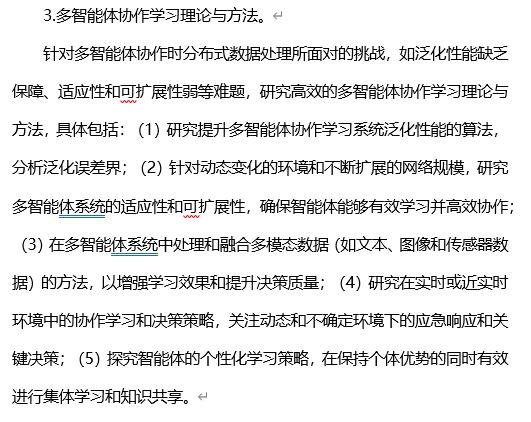 3.多智能体协作学习理论与方法。
针对多智能体协作时分布式数据处理所面对的挑战，如泛化性能缺乏
保障、适应性和可扩展性弱等难题，研究高效的多智能体协作学习理论与
方法，具体包括：（1）研究提升多智能体协作学习系统泛化性能的算法，
分析泛化误差界；（2）针对动态变化的环境和不断扩展的网络规模，研究
多智能体系统的适应性和可扩展性，确保智能体能够有效学习并高效协作；
（3）在多智能体系统中处理和融合多模态数据（如文本、图像和传感器数
据）的方法，以增强学习效果和提升决策质量；（4）研究在实时或近实时
环境中的协作学习和决策策略，关注动态和不确定环境下的应急响应和关
键决策；（5）探究智能体的个性化学习策略，在保持个体优势的同时有效
进行集体学习和知识共享。